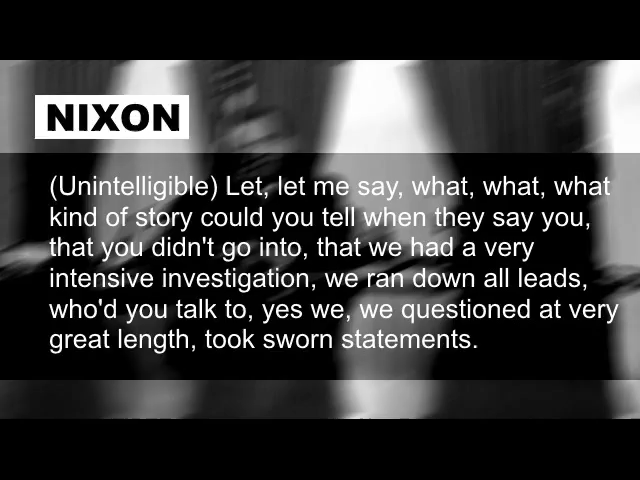 NIXON
(Unintelligible) Let, let me say, what, what, what
kind of story could you tell when they say you,
that you didn't go into, that we had a very
intensive investigation, we ran down all leads,
who'd you talk to, yes we, we questioned at very
great length, took sworn statements.